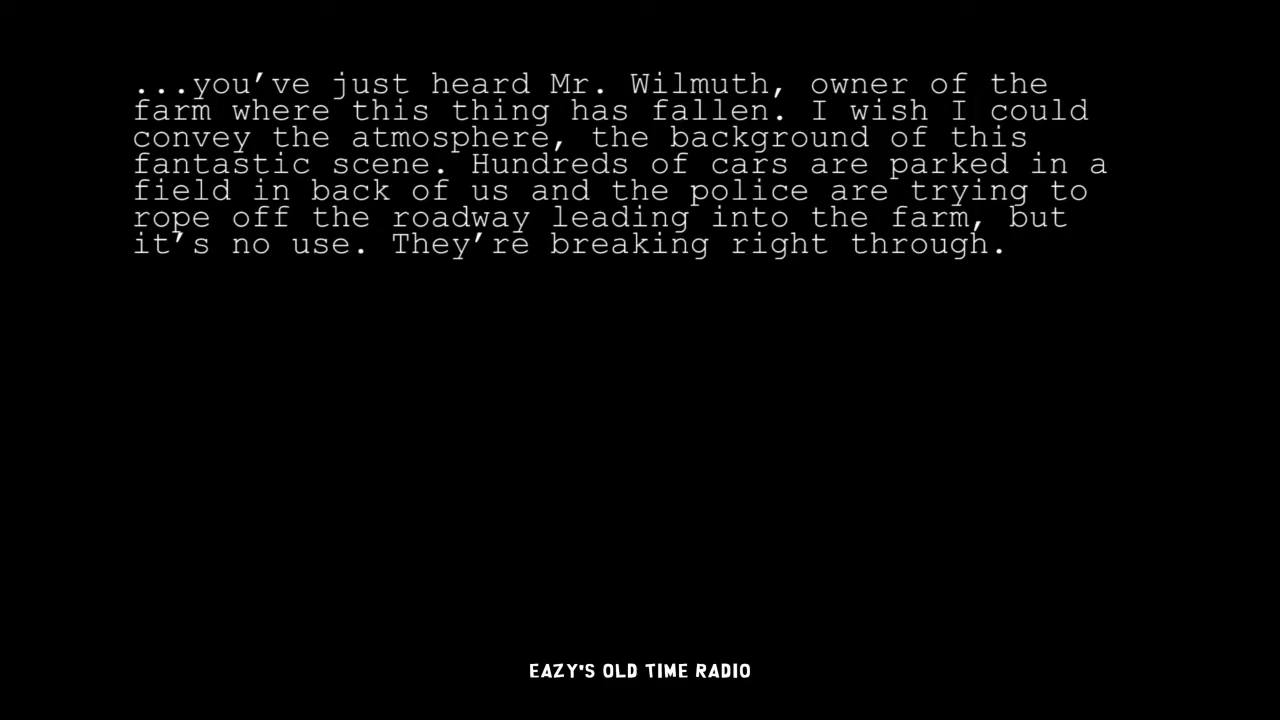 ...you’ve just heard Mr. Wilmuth, owner of the
farm where this thing has fallen. I wish I could
convey the atmosphere, the background of this
fantastic scene. Hundreds of cars are parked in a
field in back of us and the police are trying to
rope off the roadway leading into the farm, but
it’s no use. They’re breaking right through.
EAZY'S OLD TIME RADIO